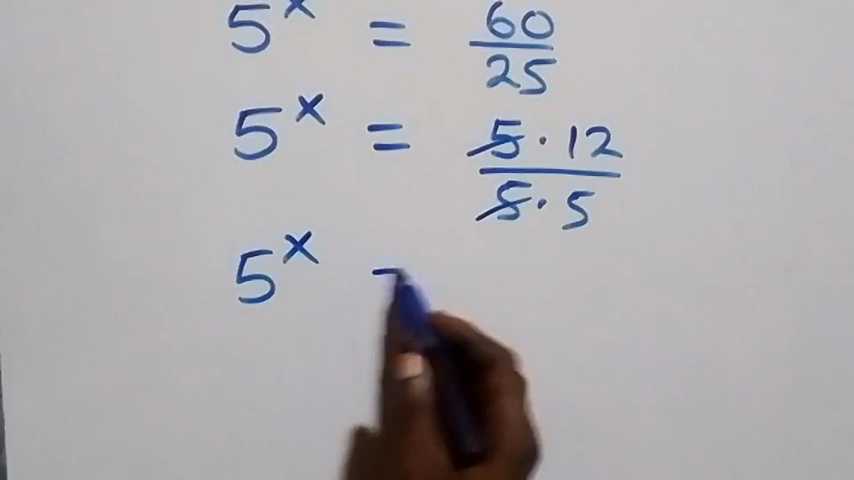 5^x = 60/25
5^x = 5·12/5·5
5^x -